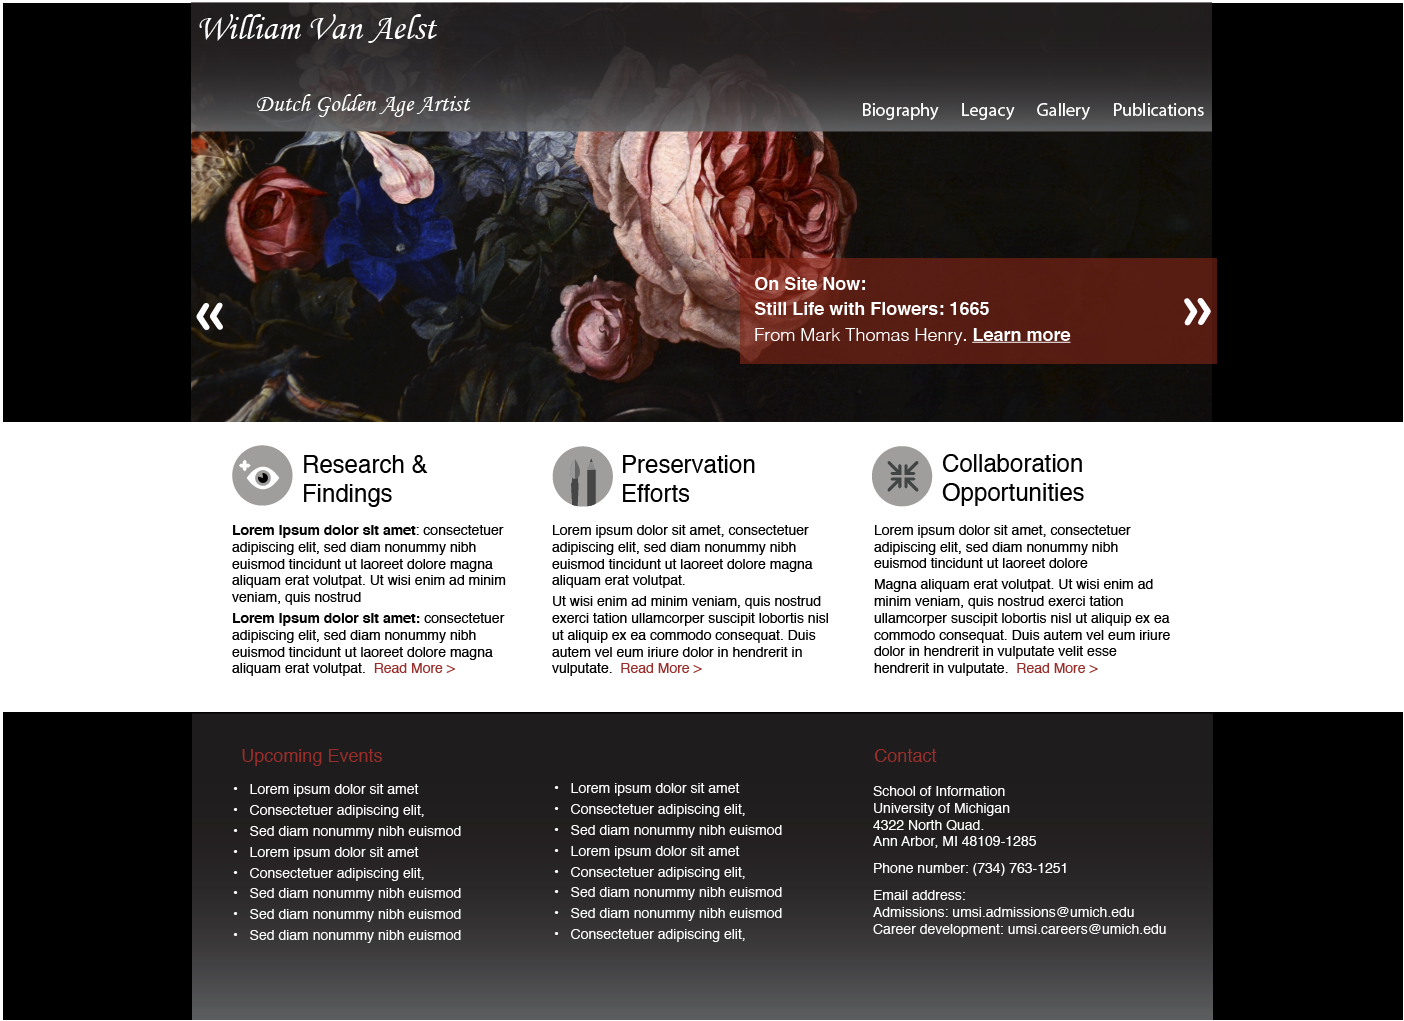 William Van Aelst
Dutch Golden Age Artist
Biography Legacy Gallery Publications
«
»
On Site Now:
Still Life with Flowers: 1665
From Mark Thomas Henry. Learn more
Research &
Findings
Lorem ipsum dolor sit amet: consectetuer
adipiscing elit, sed diam nonummy nibh
euismod tincidunt ut laoreet dolore magna
aliquam erat volutpat. Ut wisi enim ad minim
veniam, quis nostrud
Lorem ipsum dolor sit amet: consectetuer
adipiscing elit, sed diam nonummy nibh
euismod tincidunt ut laoreet dolore magna
aliquam erat volutpat. Read More >
Preservation
Efforts
Lorem ipsum dolor sit amet, consectetuer
adipiscing elit, sed diam nonummy nibh
euismod tincidunt ut laoreet dolore magna
aliquam erat volutpat.
Ut wisi enim ad minim veniam, quis nostrud
exerci tation ullamcorper suscipit lobortis nisl
ut aliquip ex ea commodo consequat. Duis
autem vel eum iriure dolor in hendrerit in
vulputate. Read More >
Collaboration
Opportunities
Lorem ipsum dolor sit amet, consectetuer
adipiscing elit, sed diam nonummy nibh
euismod tincidunt ut laoreet dolore
Magna aliquam erat volutpat. Ut wisi enim ad
minim veniam, quis nostrud exerci tation
ullamcorper suscipit lobortis nisl ut aliquip ex ea
commodo consequat. Duis autem vel eum iriure
dolor in hendrerit in vulputate velit esse
hendrerit in vulputate. Read More >
Upcoming Events
• Lorem ipsum dolor sit amet
• Consectetuer adipiscing elit,
• Sed diam nonummy nibh euismod
• Lorem ipsum dolor sit amet
• Consectetuer adipiscing elit,
• Sed diam nonummy nibh euismod
• Sed diam nonummy nibh euismod
• Sed diam nonummy nibh euismod
• Lorem ipsum dolor sit amet
• Consectetuer adipiscing elit,
• Sed diam nonummy nibh euismod
• Lorem ipsum dolor sit amet
• Consectetuer adipiscing elit,
• Sed diam nonummy nibh euismod
• Sed diam nonummy nibh euismod
• Consectetuer adipiscing elit,
Contact
School of Information
University of Michigan
4322 North Quad.
Ann Arbor, MI 48109-1285
Phone number: (734) 763-1251
Email address:
Admissions: umsi.admissions@umich.edu
Career development: umsi.careers@umich.edu